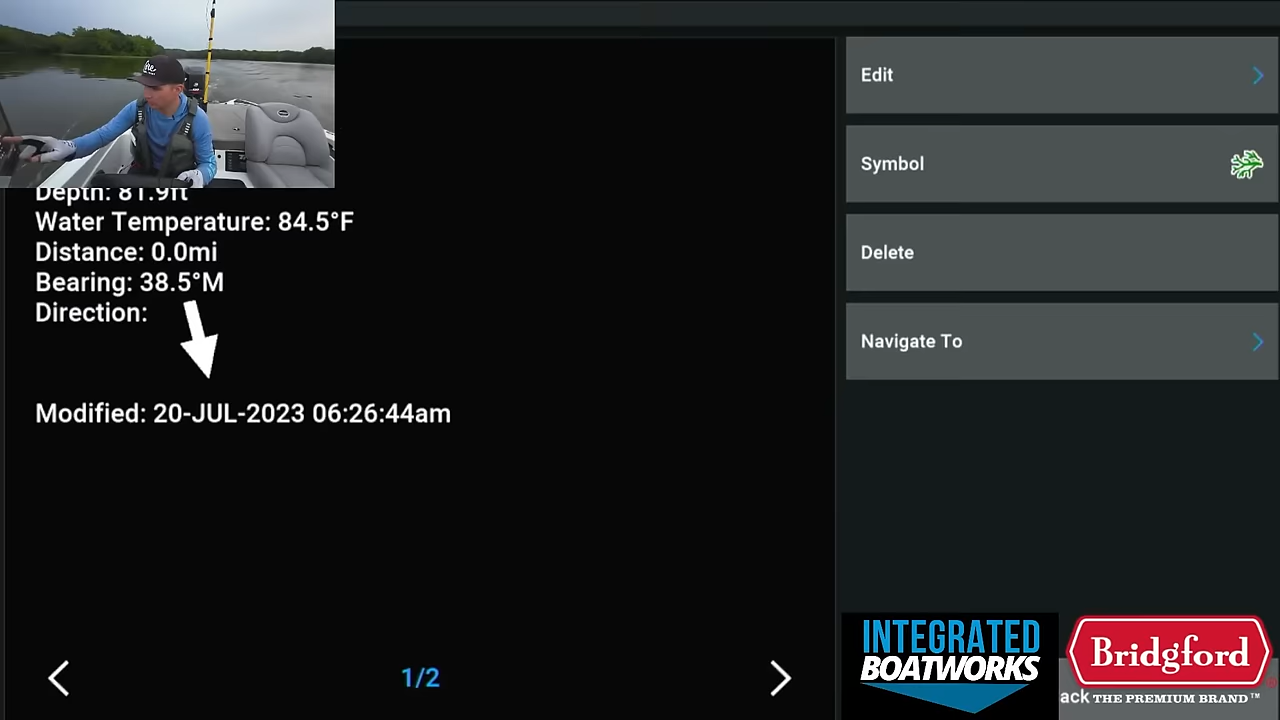 Edit
Symbol
Depth: 81.9ft
Water Temperature: 84.5°F
Distance: 0.0mi
Delete
Bearing: 38.5°M
Direction:
Navigate To
Modified: 20-JUL-2023 06:26:44am
1/2
INTEGRATED
BOATWORKS
Bridgford
ack THE PREMIUM BRAND™